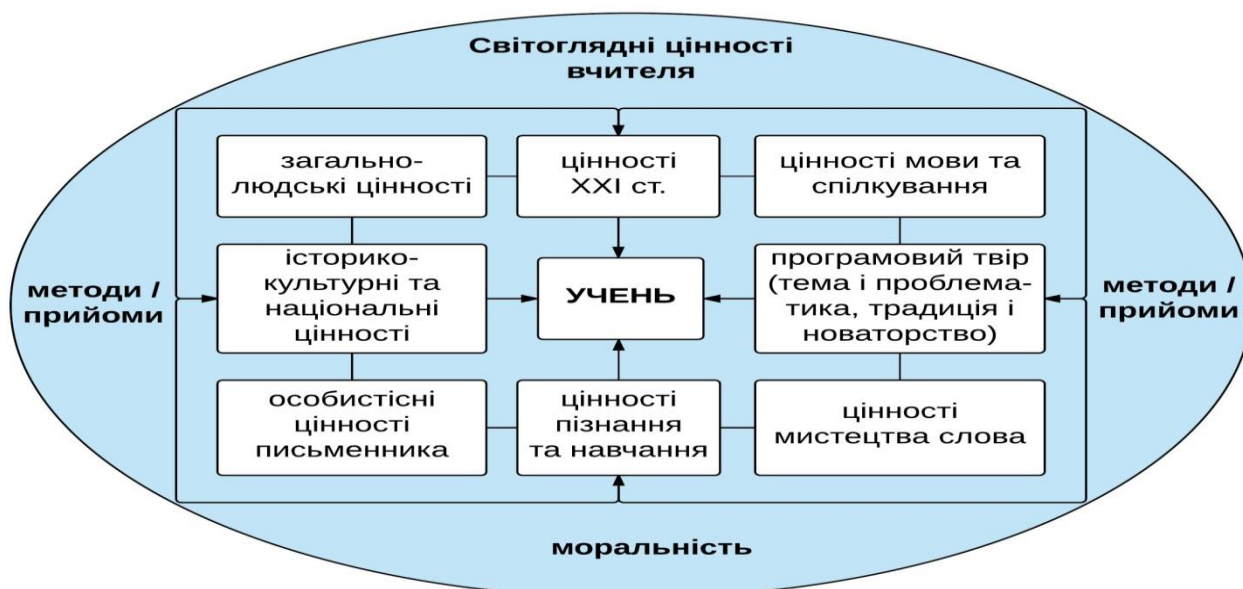 Світоглядні цінності
вчителя
загально-
людські цінності
цінності
XXI ст.
цінності мови та
спілкування
методи /
прийоми
історико-
культурні та
національні
цінності
УЧЕНЬ
програмовий твір
(тема і проблема-
тика, традиція і
новаторство)
методи /
прийоми
особистісні
цінності
письменника
цінності
пізнання
та навчання
цінності
мистецтва слова
моральність